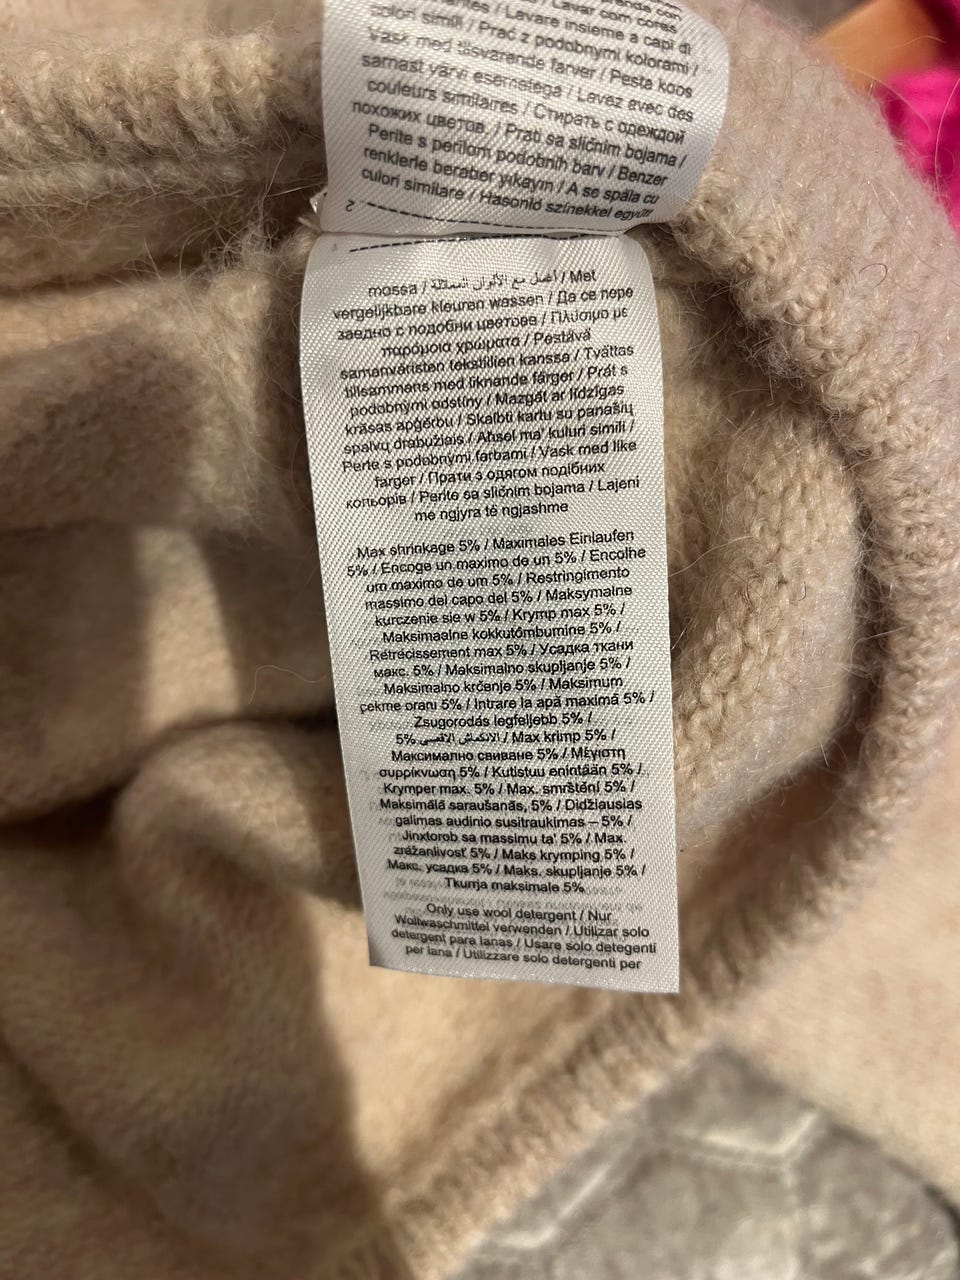 Lavar com cores
/ Lavare insieme a capi di
colori simili / Prać z podobnymi kolorami /
Vask med tilsvarende farver / Pesta koos
sarnast värvi esemetega / Lavez avec des
couleurs similaires / Стирать с одеждой
похожих цветов. / Prati sa sličnim bojama /
Perite s perilom podobnih barv / Benzer
renklerle beraber yıkayın / A se spăla cu
culori similare / Hasonló színekkel együtt
2
mossa / اغسل مع الألوان المماثلة / Met
vergelijkbare kleuren wassen / Да се пере
заедно с подобни цветове / Πλύσιμο με
παρόμοια χρώματα / Pestävä
samanväristen tekstiilien kanssa / Tvättas
tillsammans med liknande färger / Prát s
podobnými odstíny / Mazgāt ar līdzīgas
krāsas apģērbu / Skalbti kartu su panašių
spalvų drabužiais / Aħsel ma' kuluri simili /
Perte s podobnými farbami / Vask med like
farger / Прати з одягом подібних
кольорів / Perite sa sličnim bojama / Lajeni
me ngjyra të ngjashme
Max shrinkage 5% / Maximales Einlaufen
5% / Encoge un maximo de un 5% / Encolhe
um maximo de um 5% / Restringimento
massimo del capo del 5% / Maksymalne
kurczenie sie w 5% / Krymp max 5% /
Maksimaalne kokkutõmbumine 5% /
Rétrécissement max 5% / Усадка ткани
макс. 5% / Maksimalno skupljanje 5% /
Maksimalno krčenje 5% / Maksimum
çekme oranı 5% / Intrare la apă maximă 5% /
Zsugorodás legfeljebb 5% /
الانكماش الأقصى 5% / Max krimp 5% /
Максимално свиване 5% / Μέγιστη
συρρίκνωση 5% / Kutistuu enintään 5% /
Krymper max. 5% / Max. smrštění 5% /
Maksimālā saraušanās, 5% / Didžiausias
galimas audinio susitraukimas – 5% /
Jinxtorob sa massimu ta' 5% / Max.
zrážanlivosť 5% / Maks krymping 5% /
Макс. усадка 5% / Maks. skupljanje 5% /
Tkurrja maksimale 5%
Only use wool detergent / Nur
Wollwaschmittel verwenden / Utilizar solo
detergent para lanas / Usare solo detegenti
per lana / Utilizzare solo detergenti per